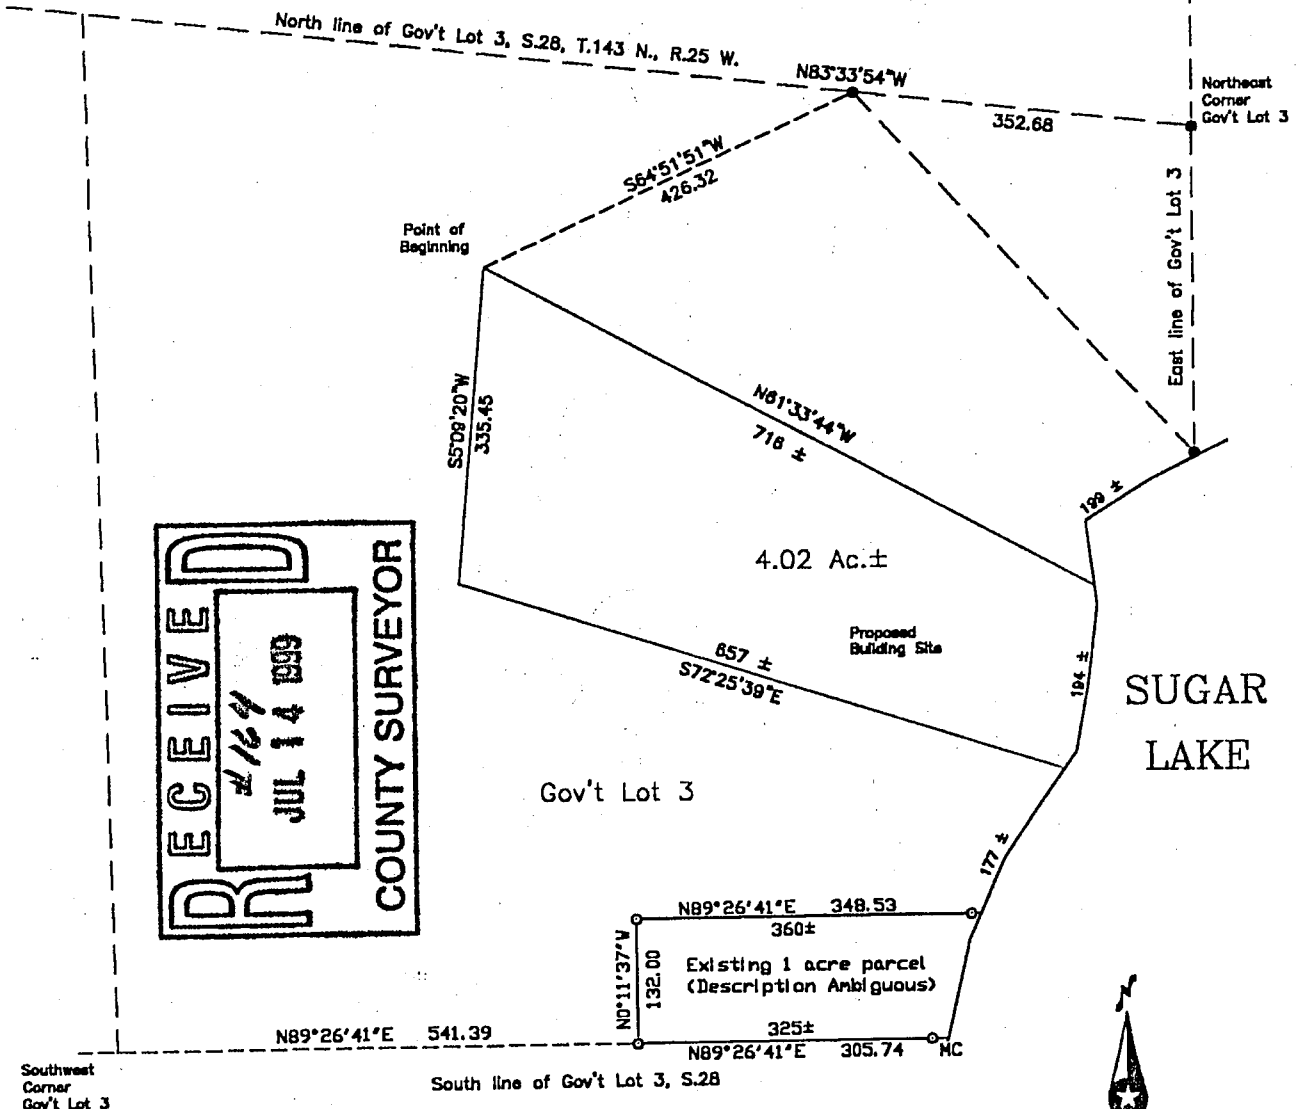 North line of Gov't Lot 3, S.28, T.143 N., R.25 W.
N83°33'54"W
352.68
Northeast
Corner
Gov't Lot 3
S64°51'51"W
426.32
Point of
Beginning
East line of Gov't Lot 3
S5°09'20"W
335.45
N61°33'44"W
716 ±
199 ±
4.02 Ac.±
Proposed
Building Site
194 ±
657 ±
S72°25'39"E
SUGAR
LAKE
RECEIVED
#164
JUL 14 1999
COUNTY SURVEYOR
Gov't Lot 3
177 ±
N89°26'41"E 348.53
360±
N0°11'37"W
132.00
Existing 1 acre parcel
(Description Ambiguous)
N
N89°26'41"E 541.39
325±
N89°26'41"E 305.74
MC
Southwest
Corner
Gov't Lot 3
South line of Gov't Lot 3, S.28